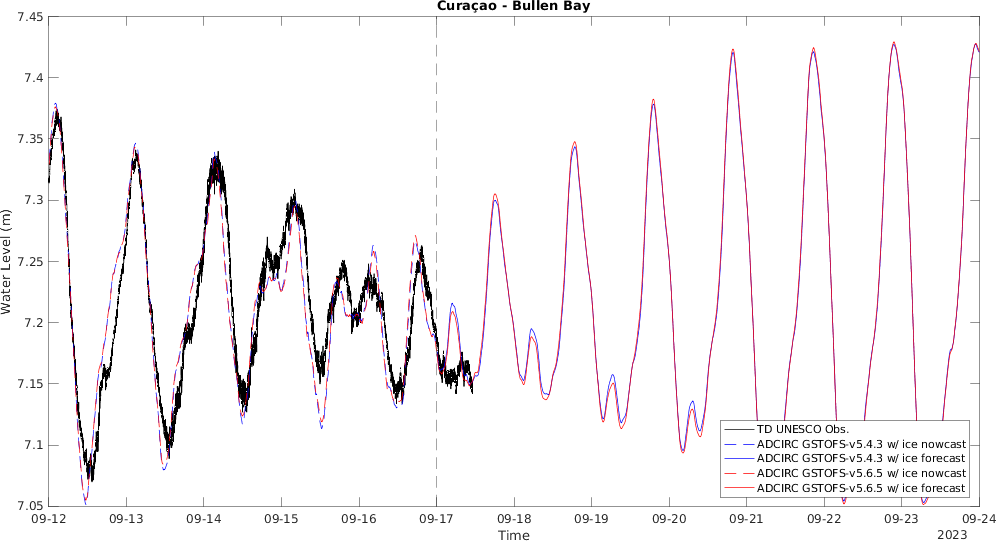 Curaçao - Bullen Bay
Water Level (m)
7.45
7.4
7.35
7.3
7.25
7.2
7.15
7.1
7.05
TD UNESCO Obs.
ADCIRC GSTOFS-v5.4.3 w/ ice nowcast
ADCIRC GSTOFS-v5.4.3 w/ ice forecast
ADCIRC GSTOFS-v5.6.5 w/ ice nowcast
ADCIRC GSTOFS-v5.6.5 w/ ice forecast
09-12 09-13 09-14 09-15 09-16 09-17 09-18 09-19 09-20 09-21 09-22 09-23 09-24
Time
2023